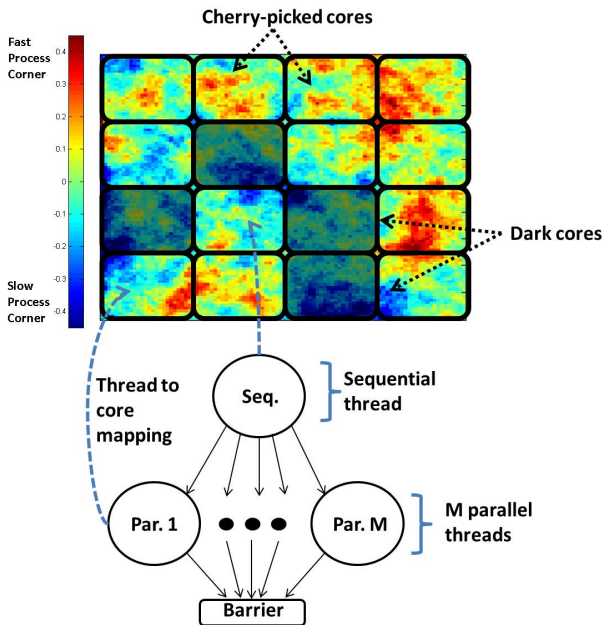 Cherry-picked cores
Fast
Process
Corner
0.4
0.3
0.2
0.1
0
-0.1
-0.2
-0.3
-0.4
Slow
Process
Corner
Dark cores
Thread to
core
mapping
Seq.
Sequential
thread
Par. 1
Par. M
M parallel
threads
Barrier